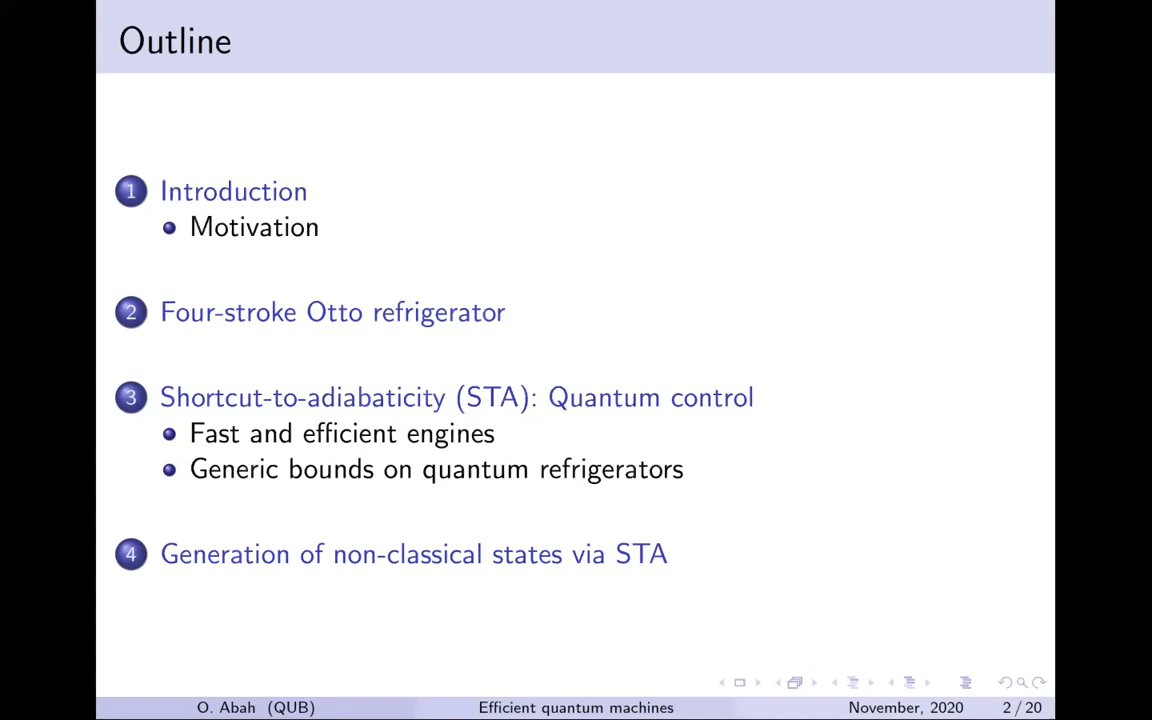 Outline
1 Introduction
Motivation
2 Four-stroke Otto refrigerator
3 Shortcut-to-adiabaticity (STA): Quantum control
Fast and efficient engines
Generic bounds on quantum refrigerators
4 Generation of non-classical states via STA
O. Abah (QUB) Efficient quantum machines November, 2020 2 / 20